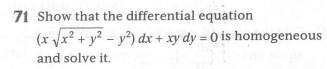 71 Show that the differential equation
(x √x² + y² – y²) dx + xy dy = 0 is homogeneous
and solve it.